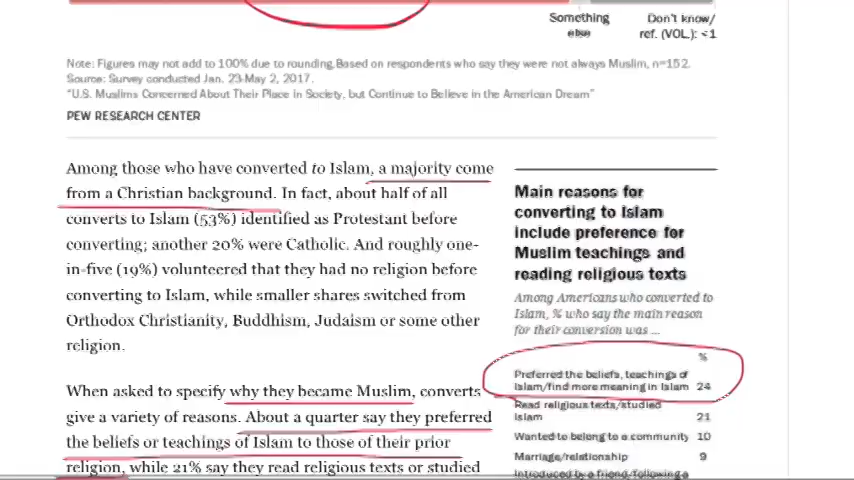 Something
else
Don't know/
ref. (VOL.): <1
Note: Figures may not add to 100% due to rounding.Based on respondents who say they were not always Muslim, n=152.
Source: Survey conducted Jan. 23-May 2, 2017.
"U.S. Muslims Concerned About Their Place in Society, but Continue to Believe in the American Dream"
PEW RESEARCH CENTER
Among those who have converted to Islam, a majority come
from a Christian background. In fact, about half of all
converts to Islam (53%) identified as Protestant before
converting; another 20% were Catholic. And roughly one-
in-five (19%) volunteered that they had no religion before
converting to Islam, while smaller shares switched from
Orthodox Christianity, Buddhism, Judaism or some other
religion.
When asked to specify why they became Muslim, converts
give a variety of reasons. About a quarter say they preferred
the beliefs or teachings of Islam to those of their prior
religion, while 21% say they read religious texts or studied
Main reasons for
converting to Islam
include preference for
Muslim teachings and
reading religious texts
Among Americans who converted to
Islam, % who say the main reason
for their conversion was ...
%
Preferred the beliefs, teachings of
Islam/find more meaning in Islam 24
Read religious texts/studied
Islam 21
Wanted to belong to a community 10
Marriage/relationship 9
Introduced by a friend/following a